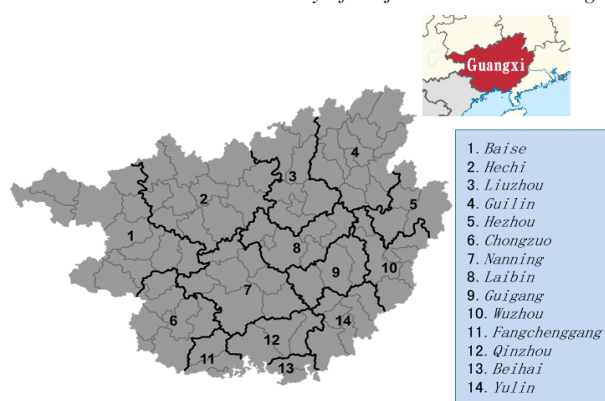 Guangxi
4
3
2
5
1
8
10
9
7
6
14
12
11
13
1. Baise
2. Hechi
3. Liuzhou
4. Guilin
5. Hezhou
6. Chongzuo
7. Nanning
8. Laibin
9. Guigang
10. Wuzhou
11. Fangchenggang
12. Qinzhou
13. Beihai
14. Yulin